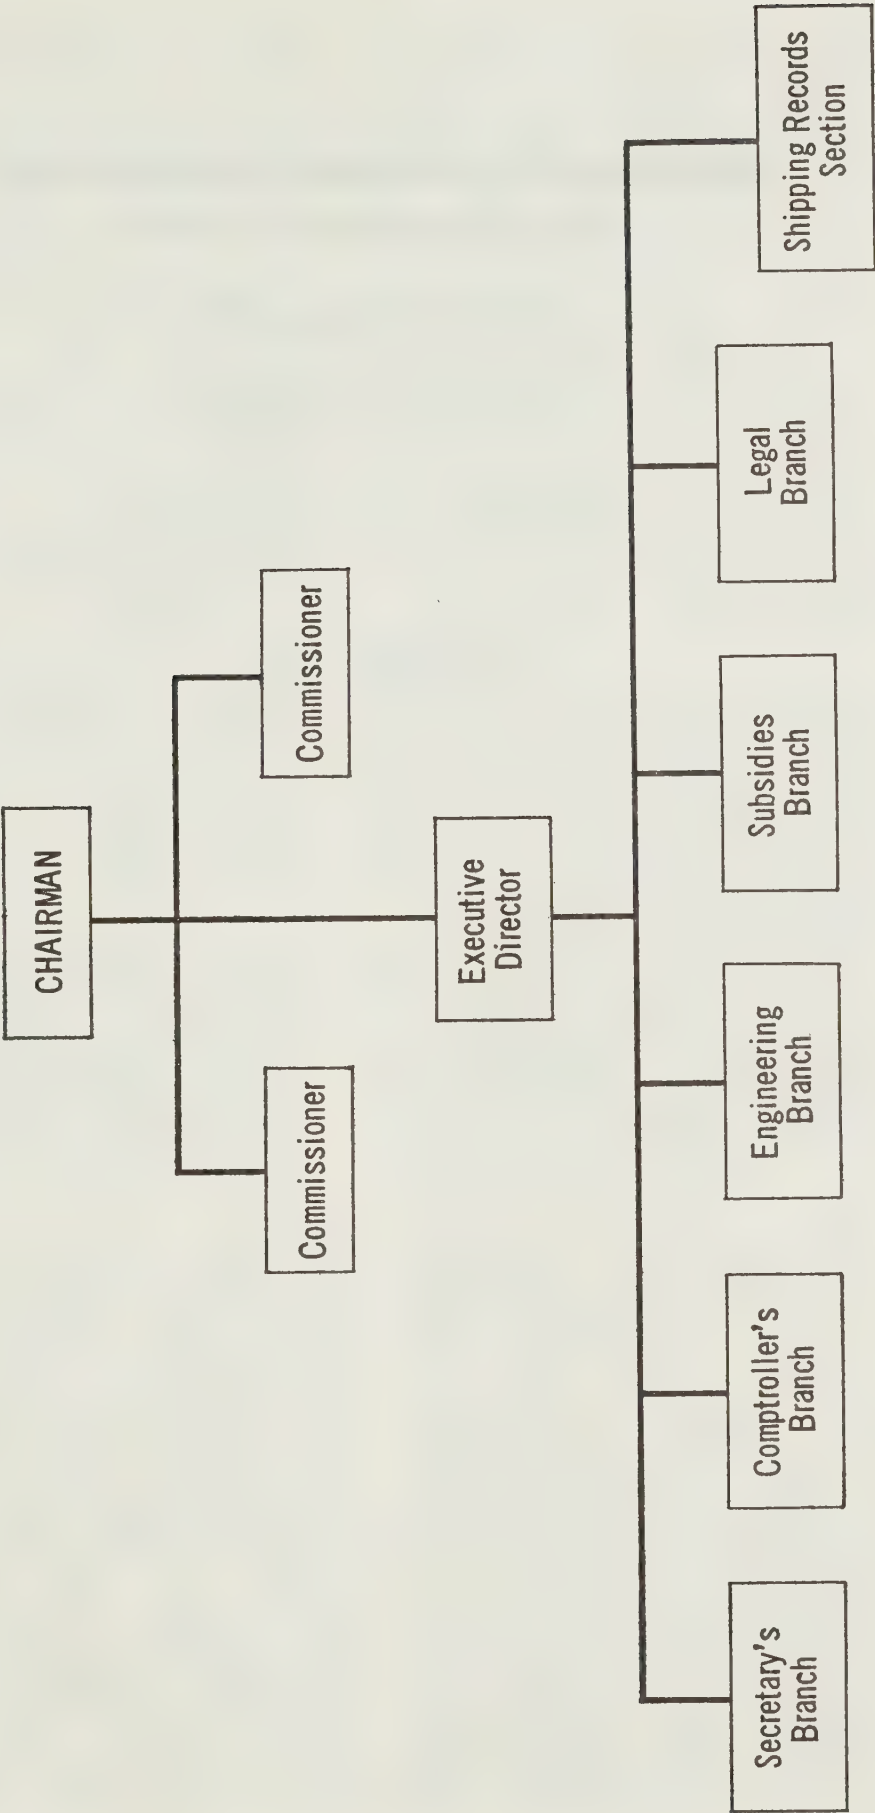 CHAIRMAN
Commissioner
Commissioner
Executive
Director
Secretary's
Branch
Comptroller's
Branch
Engineering
Branch
Subsidies
Branch
Legal
Branch
Shipping Records
Section